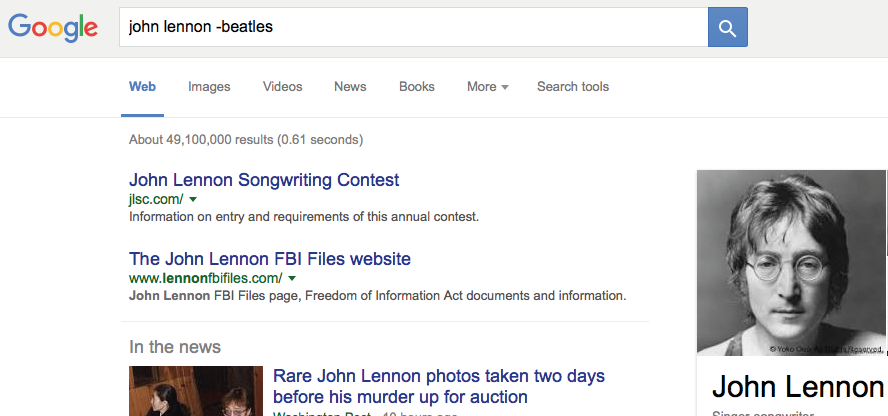 Google
john lennon -beatles
Web Images Videos News Books More Search tools
About 49,100,000 results (0.61 seconds)
John Lennon Songwriting Contest
jlsc.com/
Information on entry and requirements of this annual contest.
The John Lennon FBI Files website
www.lennonfbifiles.com/
John Lennon FBI Files page, Freedom of Information Act documents and information.
In the news
Rare John Lennon photos taken two days
before his murder up for auction
Washington Post - 10 hours ago
© Yoko Ono All Rights Reserved.
John Lennon
Singer-songwriter